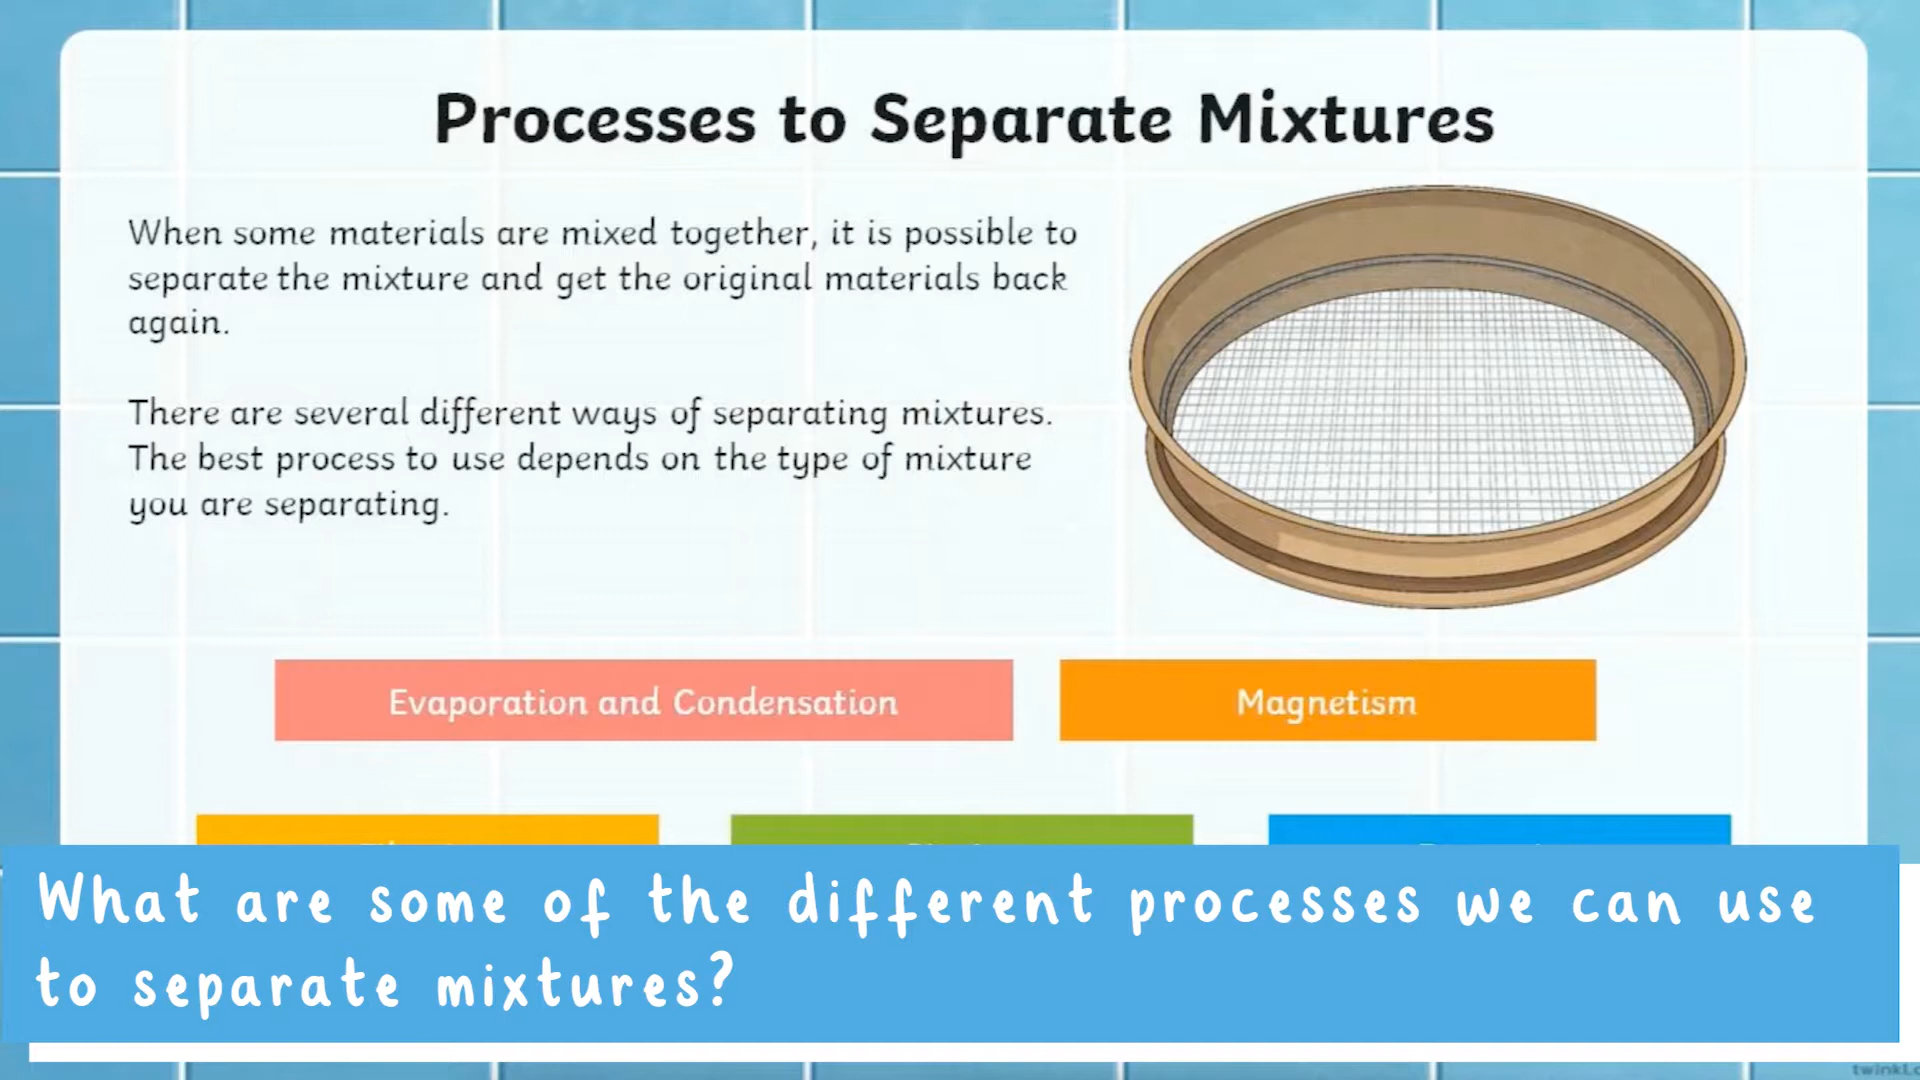 Processes to Separate Mixtures
When some materials are mixed together, it is possible to
separate the mixture and get the original materials back
again.
There are several different ways of separating mixtures.
The best process to use depends on the type of mixture
you are separating.
Evaporation and Condensation
Magnetism
What are some of the different processes we can use
to separate mixtures?